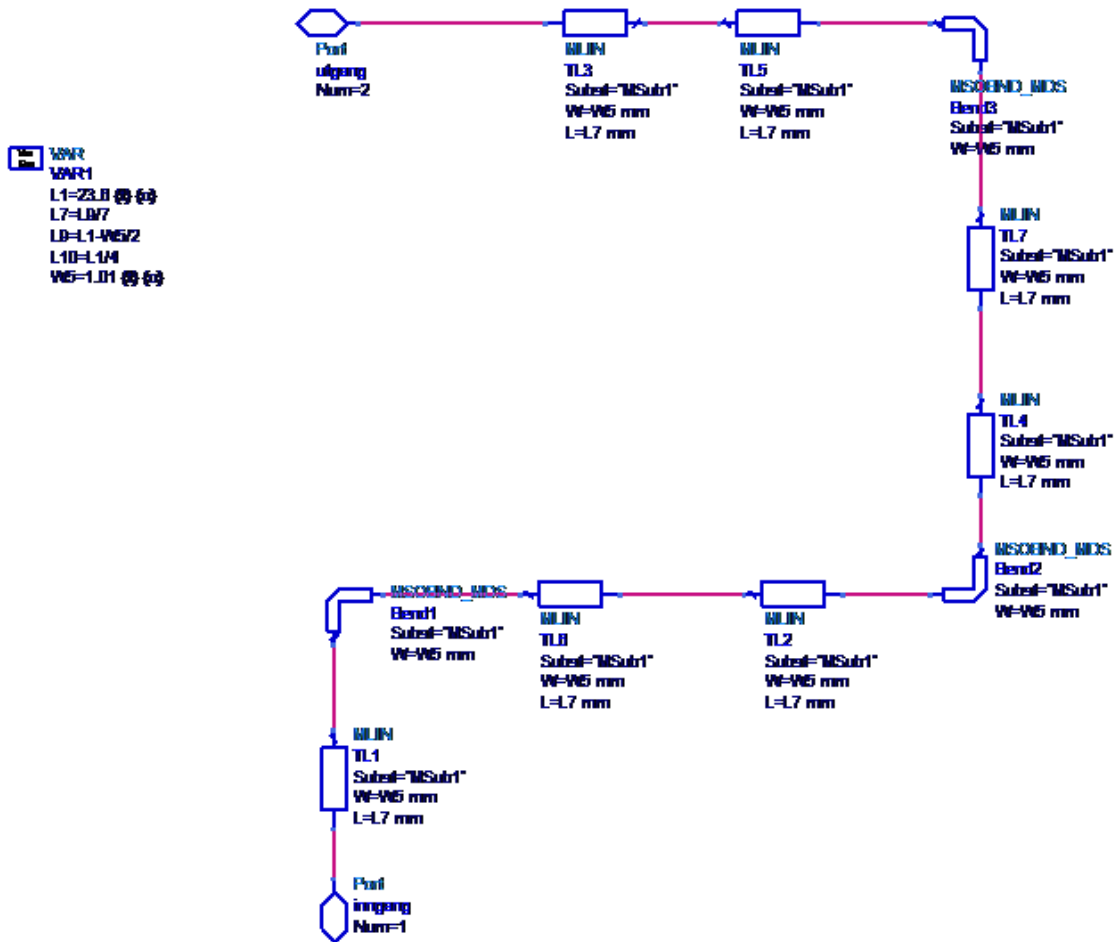 Port
utgang
Num=2
MLIN
TL3
Subst="MSub1"
W=W5 mm
L=L7 mm
MLIN
TL5
Subst="MSub1"
W=W5 mm
L=L7 mm
MSOBND_MDS
Bend3
Subst="MSub1"
W=W5 mm
VAR
VAR1
L1=23.8 {t} {o}
L7=L9/7
L9=L1-W5/2
L10=L1/4
W5=1.01 {t} {o}
MLIN
TL7
Subst="MSub1"
W=W5 mm
L=L7 mm
MLIN
TL4
Subst="MSub1"
W=W5 mm
L=L7 mm
MSOBND_MDS
Bend2
Subst="MSub1"
W=W5 mm
MSOBND_MDS
Bend1
Subst="MSub1"
W=W5 mm
MLIN
Subst="MSub1"
W=W5 mm
L=L7 mm
MLIN
TL2
Subst="MSub1"
W=W5 mm
L=L7 mm
MLIN
TL1
Subst="MSub1"
W=W5 mm
L=L7 mm
Port
inngang
Num=1